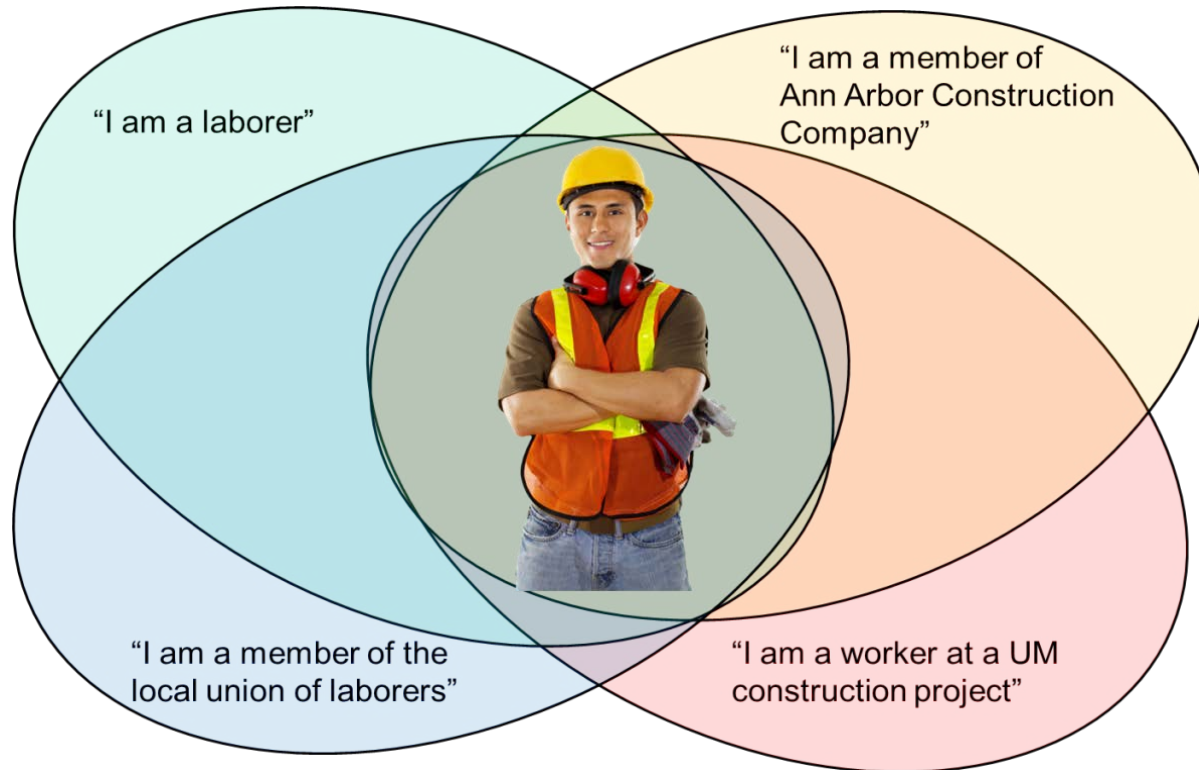 “I am a laborer”
“I am a member of
Ann Arbor Construction
Company”
“I am a member of the
local union of laborers”
“I am a worker at a UM
construction project”